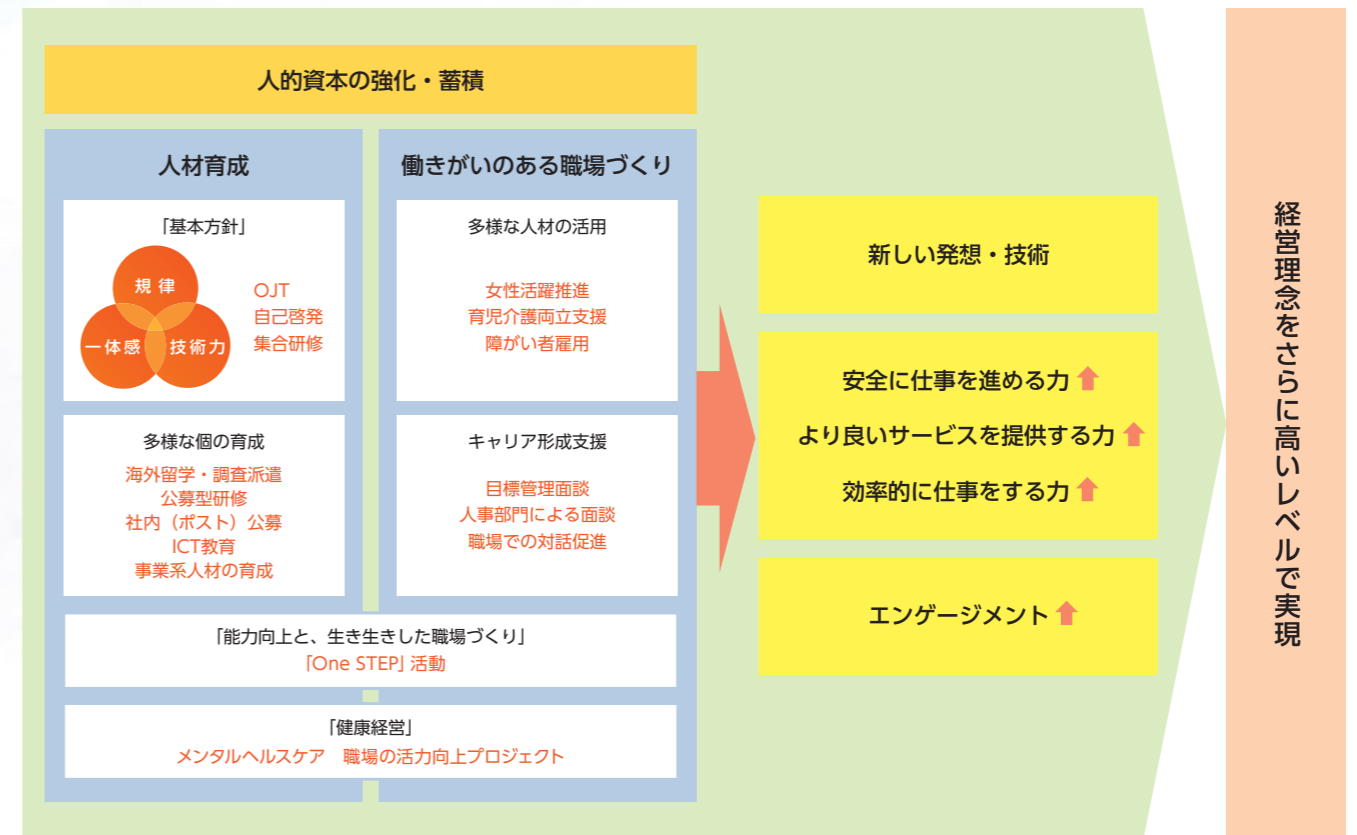 人的資本の強化・蓄積
人材育成
「基本方針」
規律
一体感
技術力
OJT
自己啓発
集合研修
多様な個の育成
海外留学・調査派遣
公募型研修
社内（ポスト）公募
ICT教育
事業系人材の育成
働きがいのある職場づくり
多様な人材の活用
女性活躍推進
育児介護両立支援
障がい者雇用
キャリア形成支援
目標管理面談
人事部門による面談
職場での対話促進
「能力向上と、生き生きした職場づくり」
「One STEP」活動
「健康経営」
メンタルヘルスケア　職場の活力向上プロジェクト
新しい発想・技術
安全に仕事を進める力
より良いサービスを提供する力
効率的に仕事をする力
エンゲージメント
経営理念をさらに高いレベルで実現